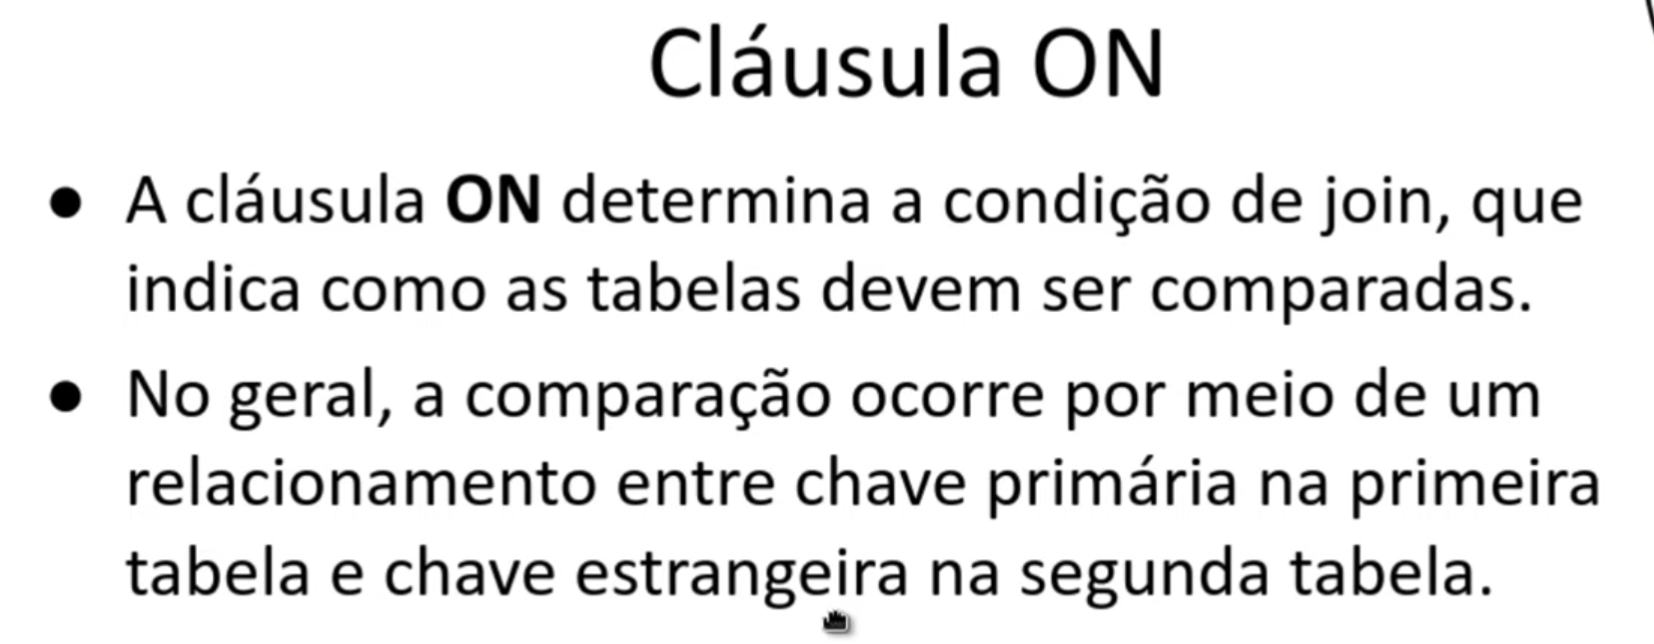 Cláusula ON
● A cláusula ON determina a condição de join, que
indica como as tabelas devem ser comparadas.
● No geral, a comparação ocorre por meio de um
relacionamento entre chave primária na primeira
tabela e chave estrangeira na segunda tabela.